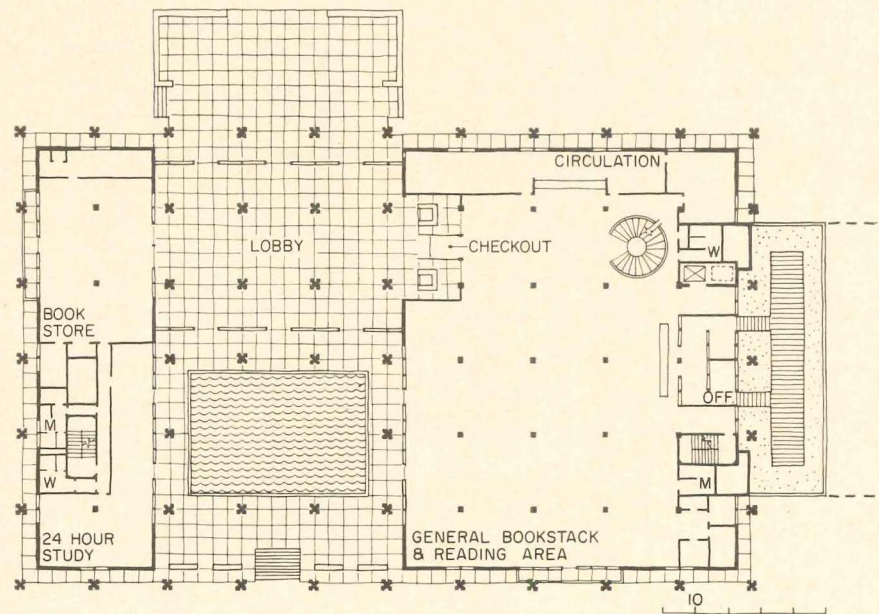 CIRCULATION
LOBBY
CHECKOUT
W
BOOK
STORE
OFF.
M
W
M
24 HOUR
STUDY
GENERAL BOOKSTACK
& READING AREA
10